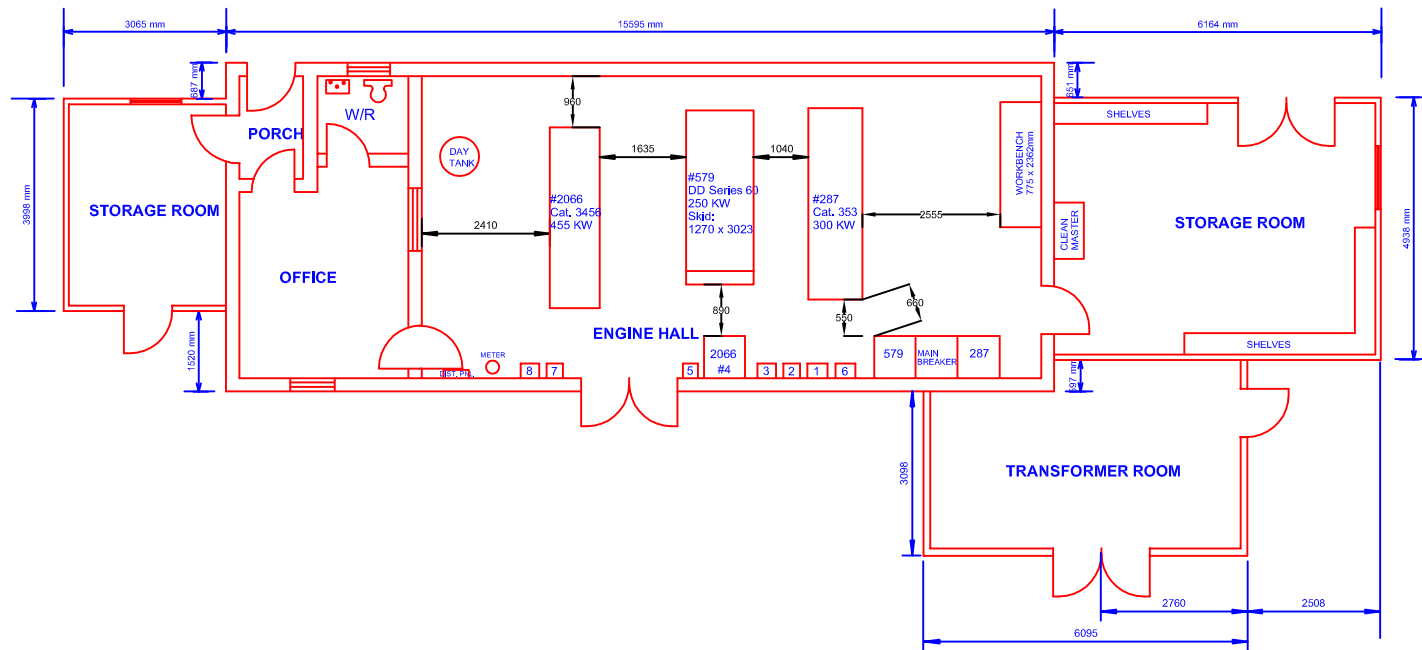 3065 mm
15595 mm
6164 mm
687 mm
651 mm
960
W/R
PORCH
SHELVES
DAY
TANK
1635
1040
WORKBENCH
775 x 2362mm
#579
DD Series 60
250 KW
Skid:
1270 x 3023
#2066
Cat. 3456
455 KW
#287
Cat. 353
300 KW
3998 mm
STORAGE ROOM
2410
2555
CLEAN
MASTER
STORAGE ROOM
4938 mm
OFFICE
890
550
660
ENGINE HALL
1520 mm
METER
DIST. PNL.
8
7
5
2066
#4
3
2
1
6
579
MAIN
BREAKER
287
SHELVES
697 mm
3098
TRANSFORMER ROOM
2760
2508
6095